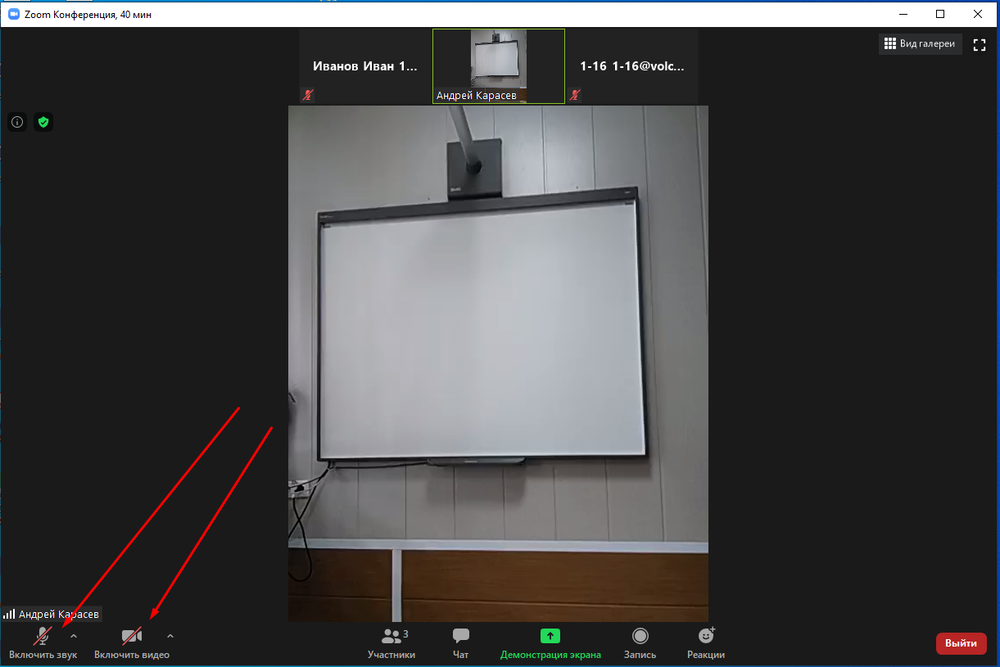 Zoom Конференция, 40 мин
Вид галереи
Иванов Иван 1...
Андрей Карасев
1-16 1-16@volc...
Андрей Карасев
Включить звук
Включить видео
3
Участники
Чат
Демонстрация экрана
Запись
Реакции
Выйти